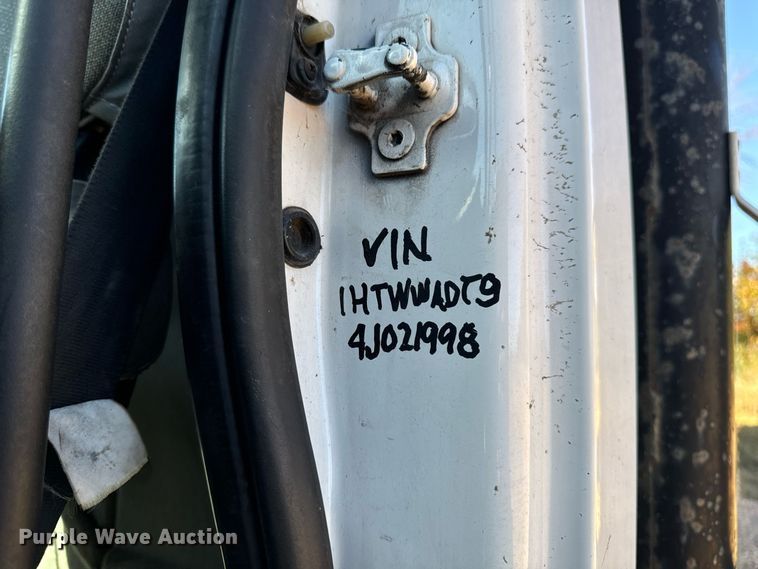 VIN
1HTWWADT9
4J021998
Purple Wave Auction